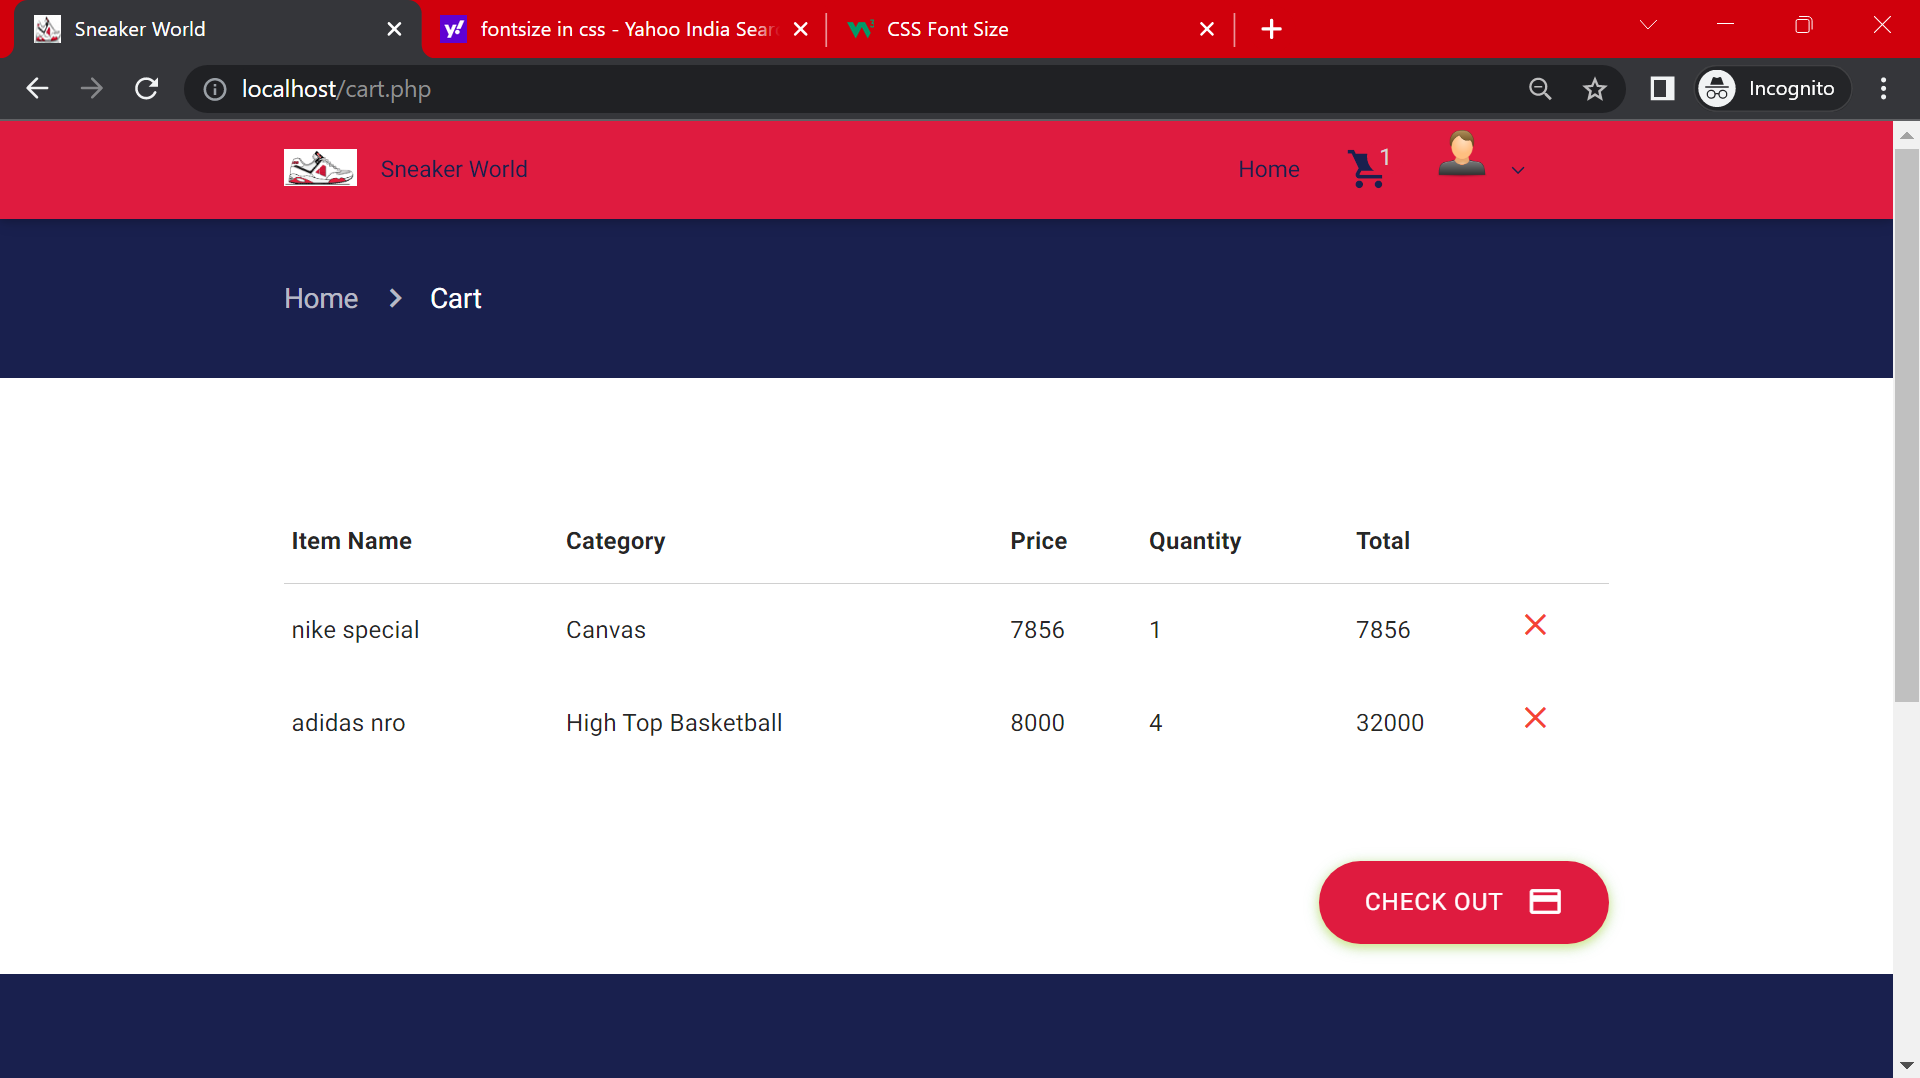 Sneaker World
fontsize in css - Yahoo India Sear
CSS Font Size
localhost/cart.php
Incognito
Sneaker World
Home
1
Home
Cart
Item Name Category Price Quantity Total
nike special Canvas 7856 1 7856
adidas nro High Top Basketball 8000 4 32000
CHECK OUT